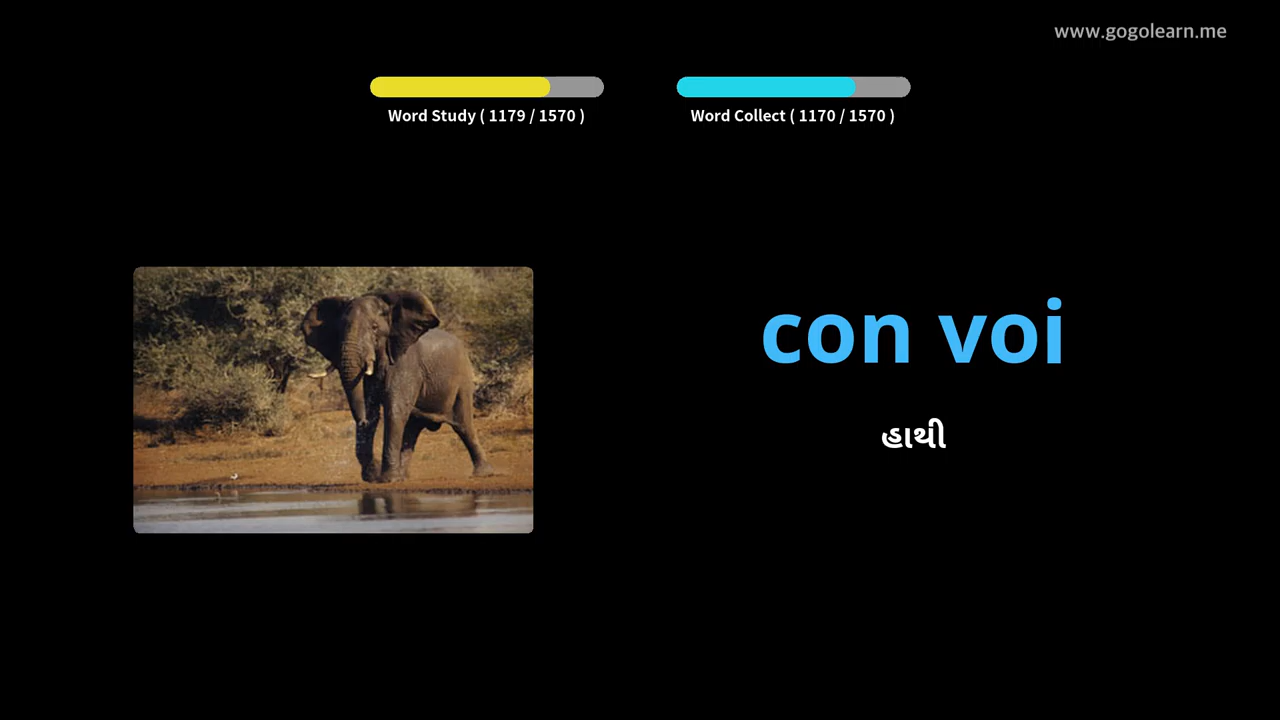 www.gogolearn.me
Word Study ( 1179 / 1570 )
Word Collect ( 1170 / 1570 )
con voi
હાથી